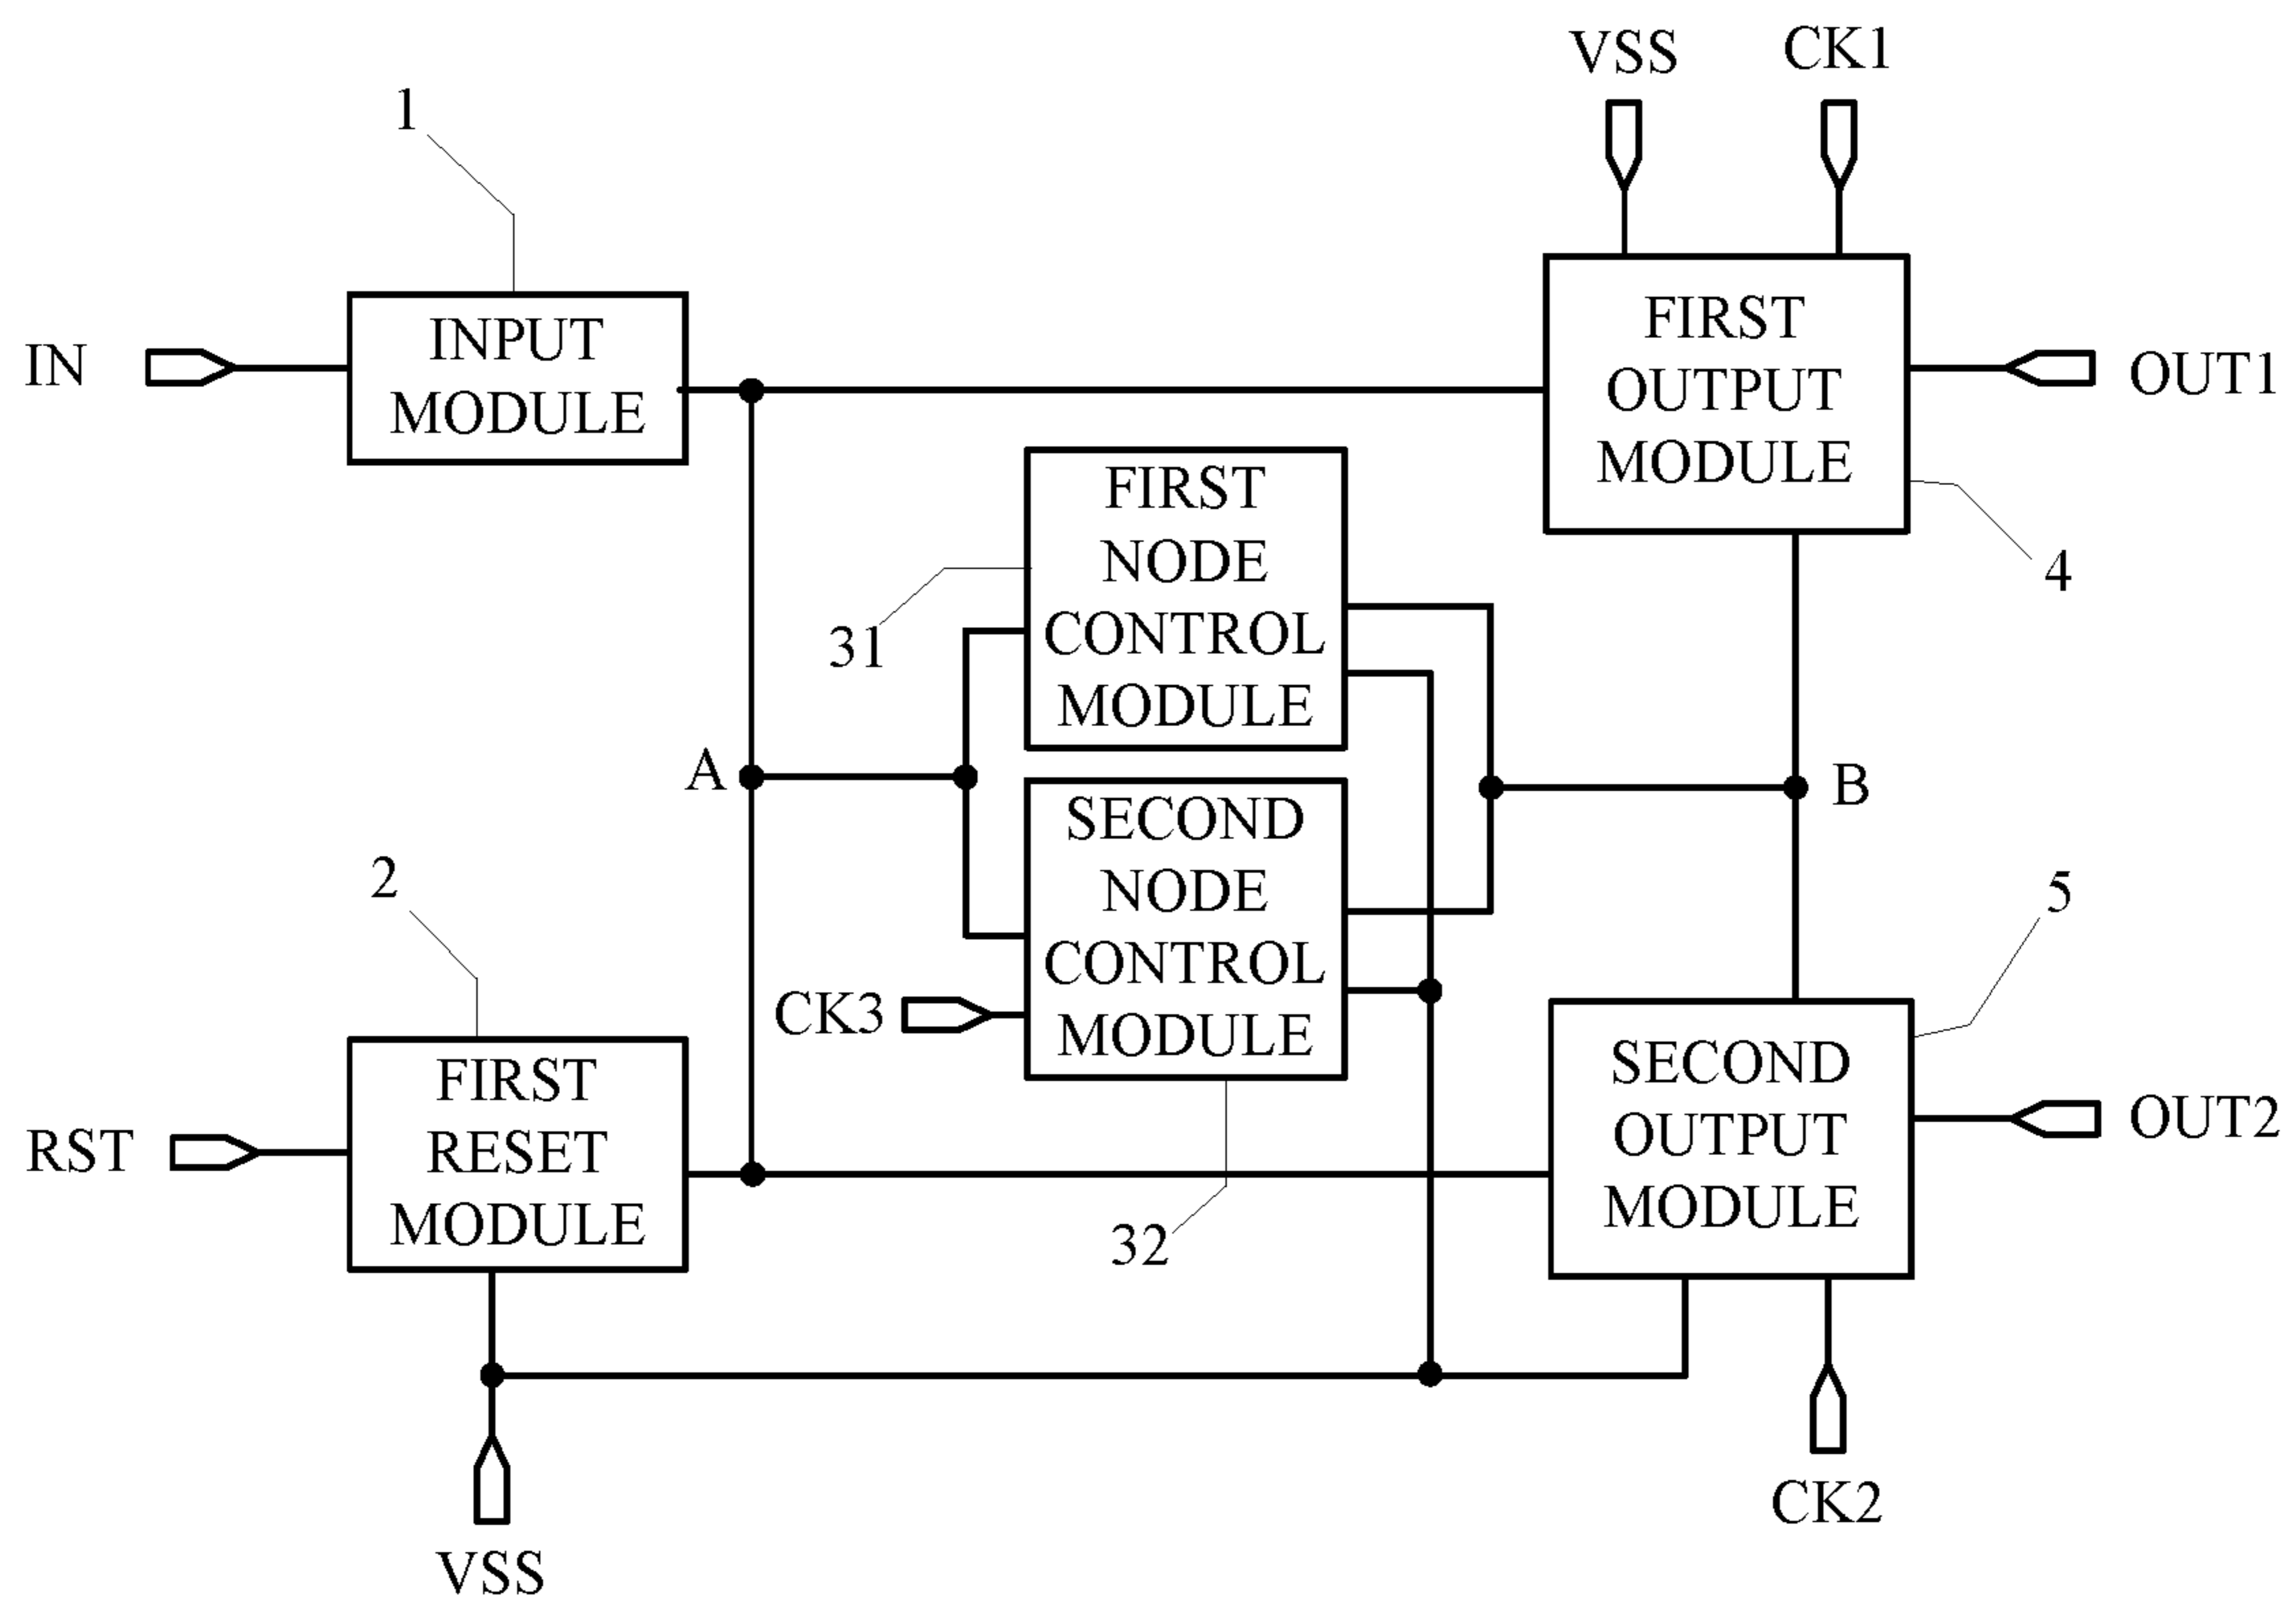 VSS
CK1
1
IN
INPUT
MODULE
FIRST
OUTPUT
MODULE
OUT1
4
FIRST
NODE
CONTROL
MODULE
31
A
B
SECOND
NODE
CONTROL
MODULE
CK3
32
2
RST
FIRST
RESET
MODULE
5
SECOND
OUTPUT
MODULE
OUT2
CK2
VSS